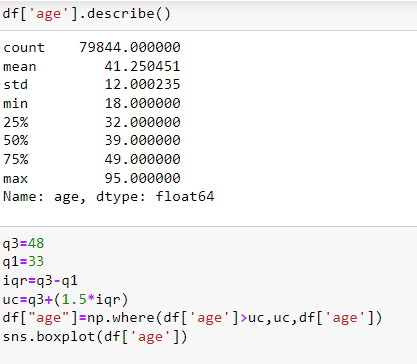 df['age'].describe()
count    79844.000000
mean        41.250451
std         12.000235
min         18.000000
25%         32.000000
50%         39.000000
75%         49.000000
max         95.000000
Name: age, dtype: float64
q3=48
q1=33
iqr=q3-q1
uc=q3+(1.5*iqr)
df["age"]=np.where(df['age']>uc,uc,df['age'])
sns.boxplot(df['age'])